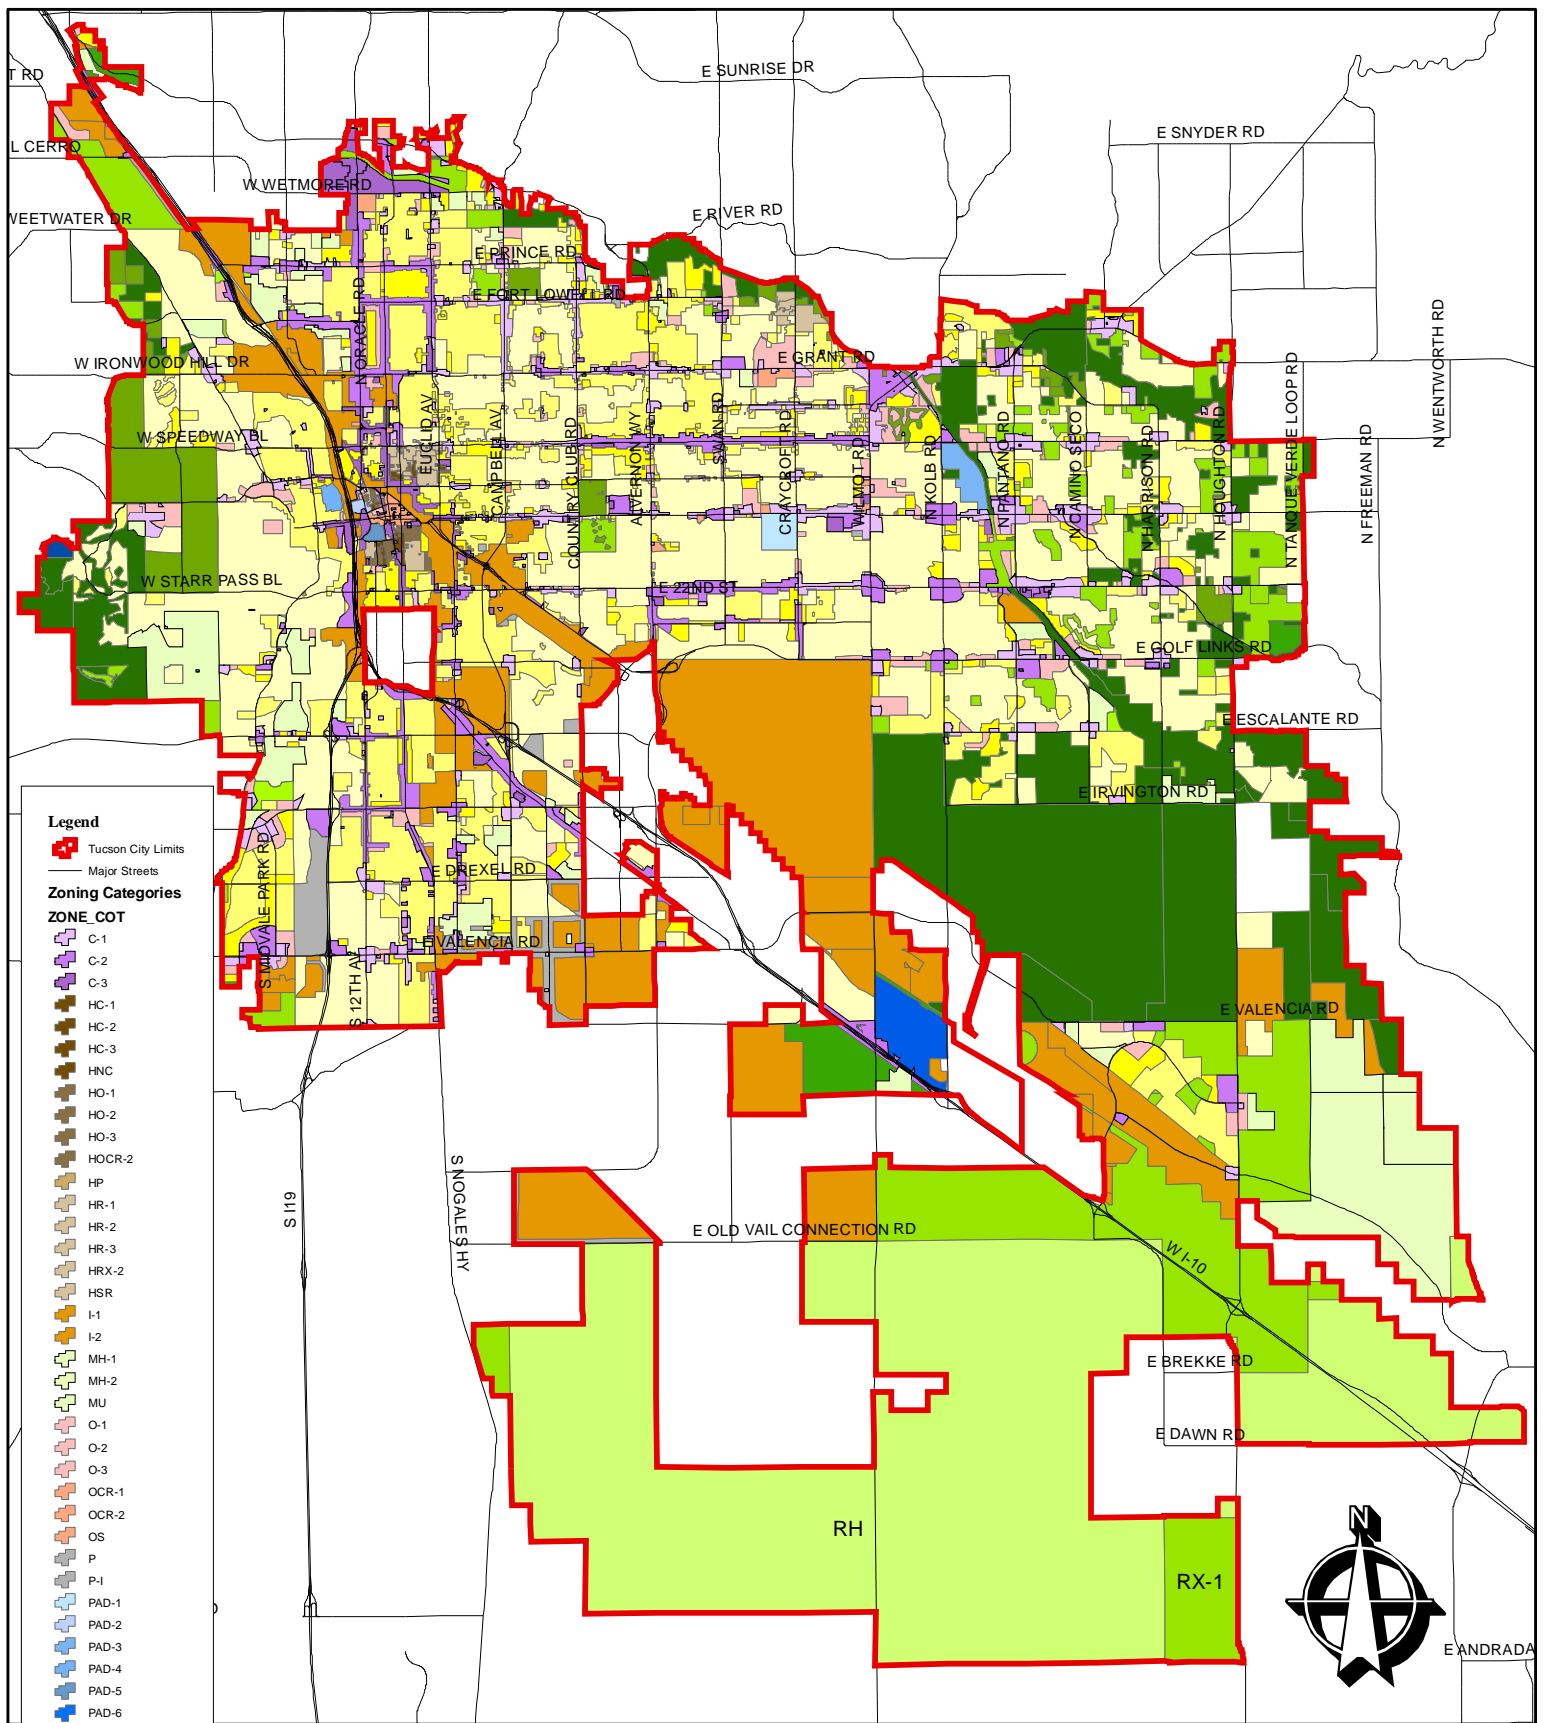 E SUNRISE DR
T RD
E SNYDER RD
L CERRO
W WETMORE RD
E RIVER RD
WEETWATER DR
E PRINCE RD
E FORT LOWELL RD
N ORACLE RD
N WENTWORTH RD
W IRONWOOD HILL DR
E GRANT RD
N TANQUE VERDE LOOP RD
EUCLID AV
CAMPBELL AV
COUNTRY CLUB RD
ALVERNON WY
SWAN RD
CRAYCROFT RD
WILMOT RD
N KOLB RD
N PANTANO RD
N CAMINO SECO
N HARRISON RD
N HOUGHTON RD
N FREEMAN RD
W SPEEDWAY BL
W STARR PASS BL
E 22ND ST
E GOLF LINKS RD
E ESCALANTE RD
E IRVINGTON RD
S MIDVALE PARK RD
E DREXEL RD
E VALENCIA RD
S 12TH AV
E VALENCIA RD
S I19
S NOGALES HY
E OLD VAIL CONNECTION RD
W I-10
E BREKKE RD
E DAWN RD
RH
RX-1
N
E ANDRADA
Legend
Tucson City Limits
Major Streets
Zoning Categories
ZONE_COT
C-1
C-2
C-3
HC-1
HC-2
HC-3
HNC
HO-1
HO-2
HO-3
HOCR-2
HP
HR-1
HR-2
HR-3
HRX-2
HSR
I-1
I-2
MH-1
MH-2
MU
O-1
O-2
O-3
OCR-1
OCR-2
OS
P
P-I
PAD-1
PAD-2
PAD-3
PAD-4
PAD-5
PAD-6